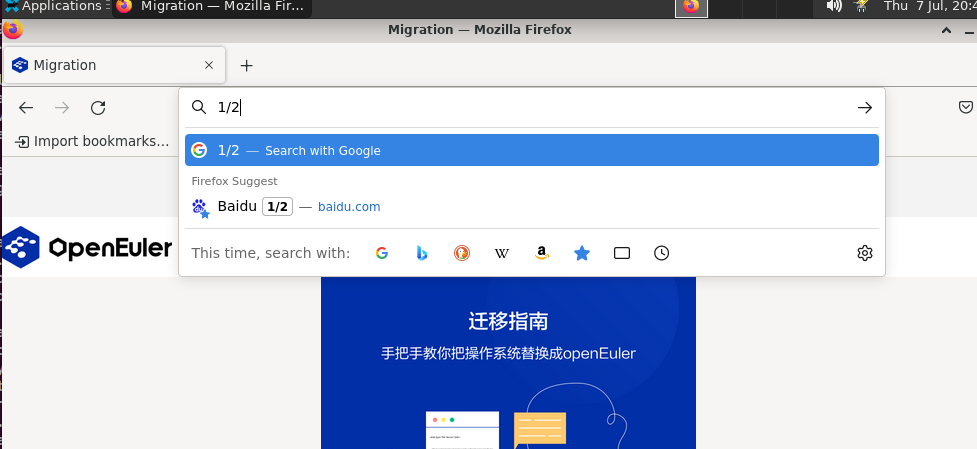 Applications
Migration — Mozilla Fir...
Thu 7 Jul, 20:4
Migration — Mozilla Firefox
Migration
1/2
Import bookmarks...
1/2 — Search with Google
Firefox Suggest
Baidu 1/2 — baidu.com
OpenEuler
This time, search with:
迁移指南
手把手教你把操作系统替换成openEuler